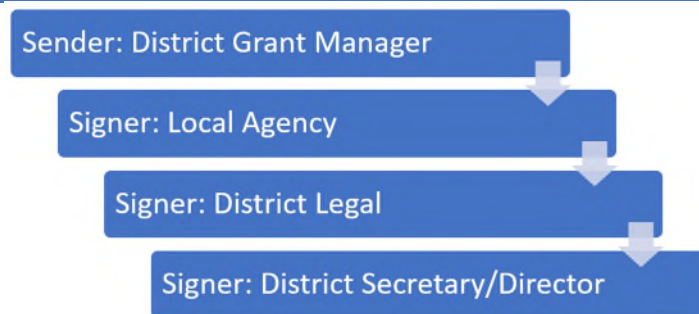 Sender: District Grant Manager
Signer: Local Agency
Signer: District Legal
Signer: District Secretary/Director